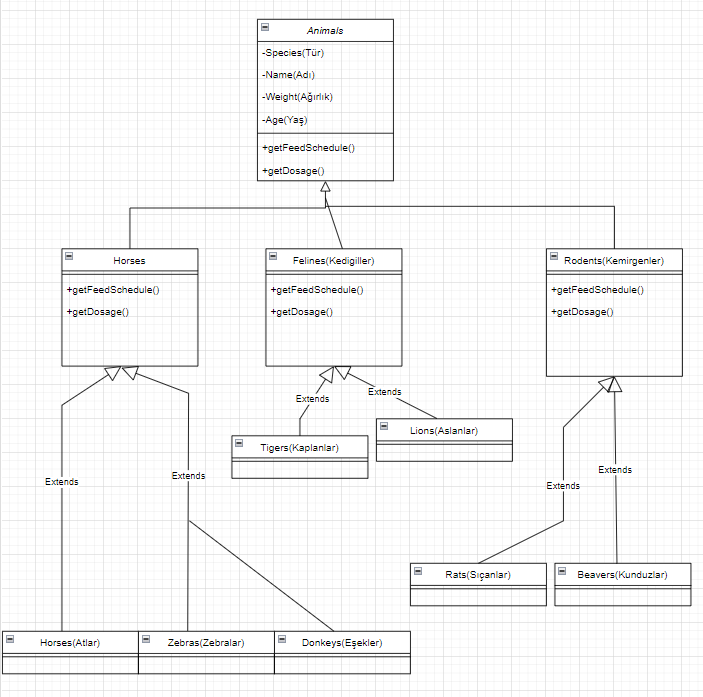 Animals
-Species(Tür)
-Name(Adı)
-Weight(Ağırlık)
-Age(Yaş)
+getFeedSchedule()
+getDosage()
Horses
+getFeedSchedule()
+getDosage()
Felines(Kedigiller)
+getFeedSchedule()
+getDosage()
Rodents(Kemirgenler)
+getFeedSchedule()
+getDosage()
Extends
Extends
Tigers(Kaplanlar)
Lions(Aslanlar)
Extends
Extends
Extends
Extends
Rats(Sıçanlar)
Beavers(Kunduzlar)
Horses(Atlar)
Zebras(Zebralar)
Donkeys(Eşekler)